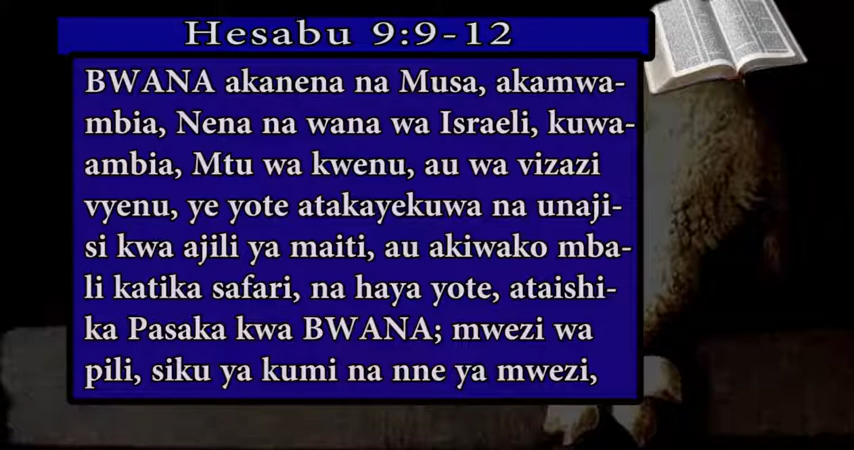 Hesabu 9:9-12
BWANA akanena na Musa, akamwa-
mbia, Nena na wana wa Israeli, kuwa-
ambia, Mtu wa kwenu, au wa vizazi
vyenu, ye yote atakayekuwa na unaji-
si kwa ajili ya maiti, au akiwako mba-
li katika safari, na haya yote, ataishi-
ka Pasaka kwa BWANA; mwezi wa
pili, siku ya kumi na nne ya mwezi,